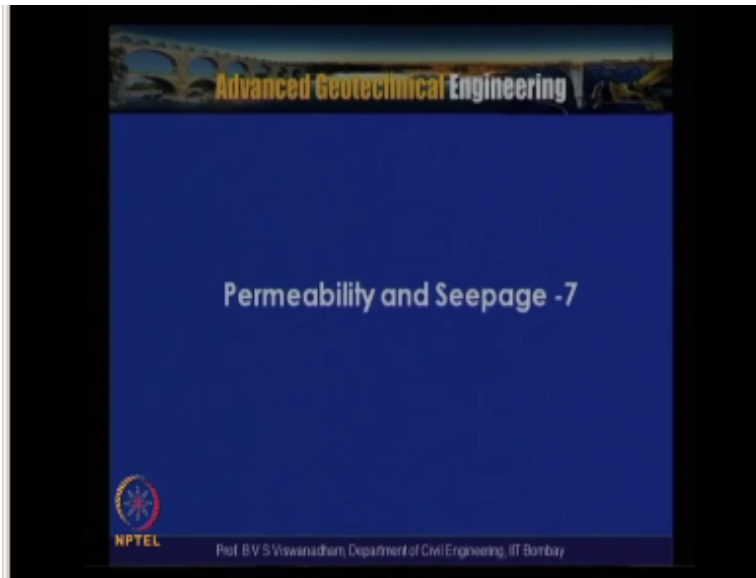 Advanced Geotechnical Engineering
Permeability and Seepage -7
NPTEL
Prof. B V S Viswanadham, Department of Civil Engineering, IIT Bombay